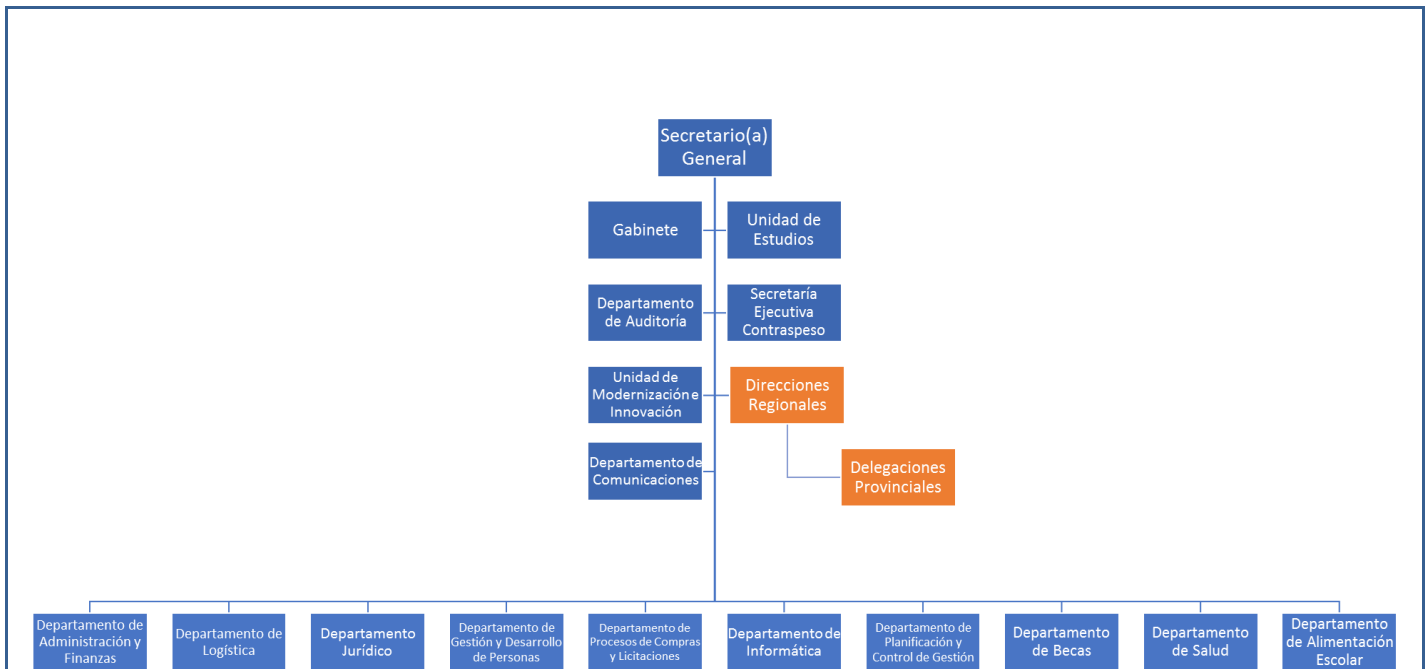 Secretario(a)
General
Gabinete
Unidad de
Estudios
Departamento
de Auditoría
Secretaría
Ejecutiva
Contraspeso
Unidad de
Modernización e
Innovación
Direcciones
Regionales
Departamento de
Comunicaciones
Delegaciones
Provinciales
Departamento de
Administración y
Finanzas
Departamento de
Logística
Departamento
Jurídico
Departamento de
Gestión y Desarrollo
de Personas
Departamento de
Procesos de Compras
y Licitaciones
Departamento de
Informática
Departamento de
Planificación y
Control de Gestión
Departamento
de Becas
Departamento
de Salud
Departamento
de Alimentación
Escolar